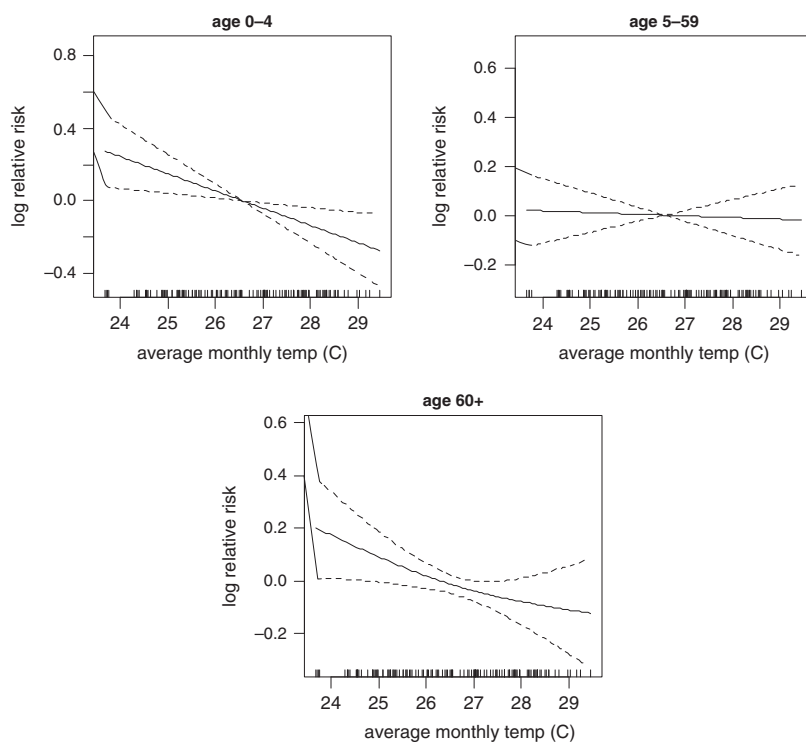 age 0–4
log relative risk
0.8
0.4
0.0
–0.4
24 25 26 27 28 29
average monthly temp (C)
age 5–59
log relative risk
0.6
0.4
0.2
0.0
–0.2
24 25 26 27 28 29
average monthly temp (C)
age 60+
log relative risk
0.6
0.4
0.2
0.0
–0.2
24 25 26 27 28 29
average monthly temp (C)